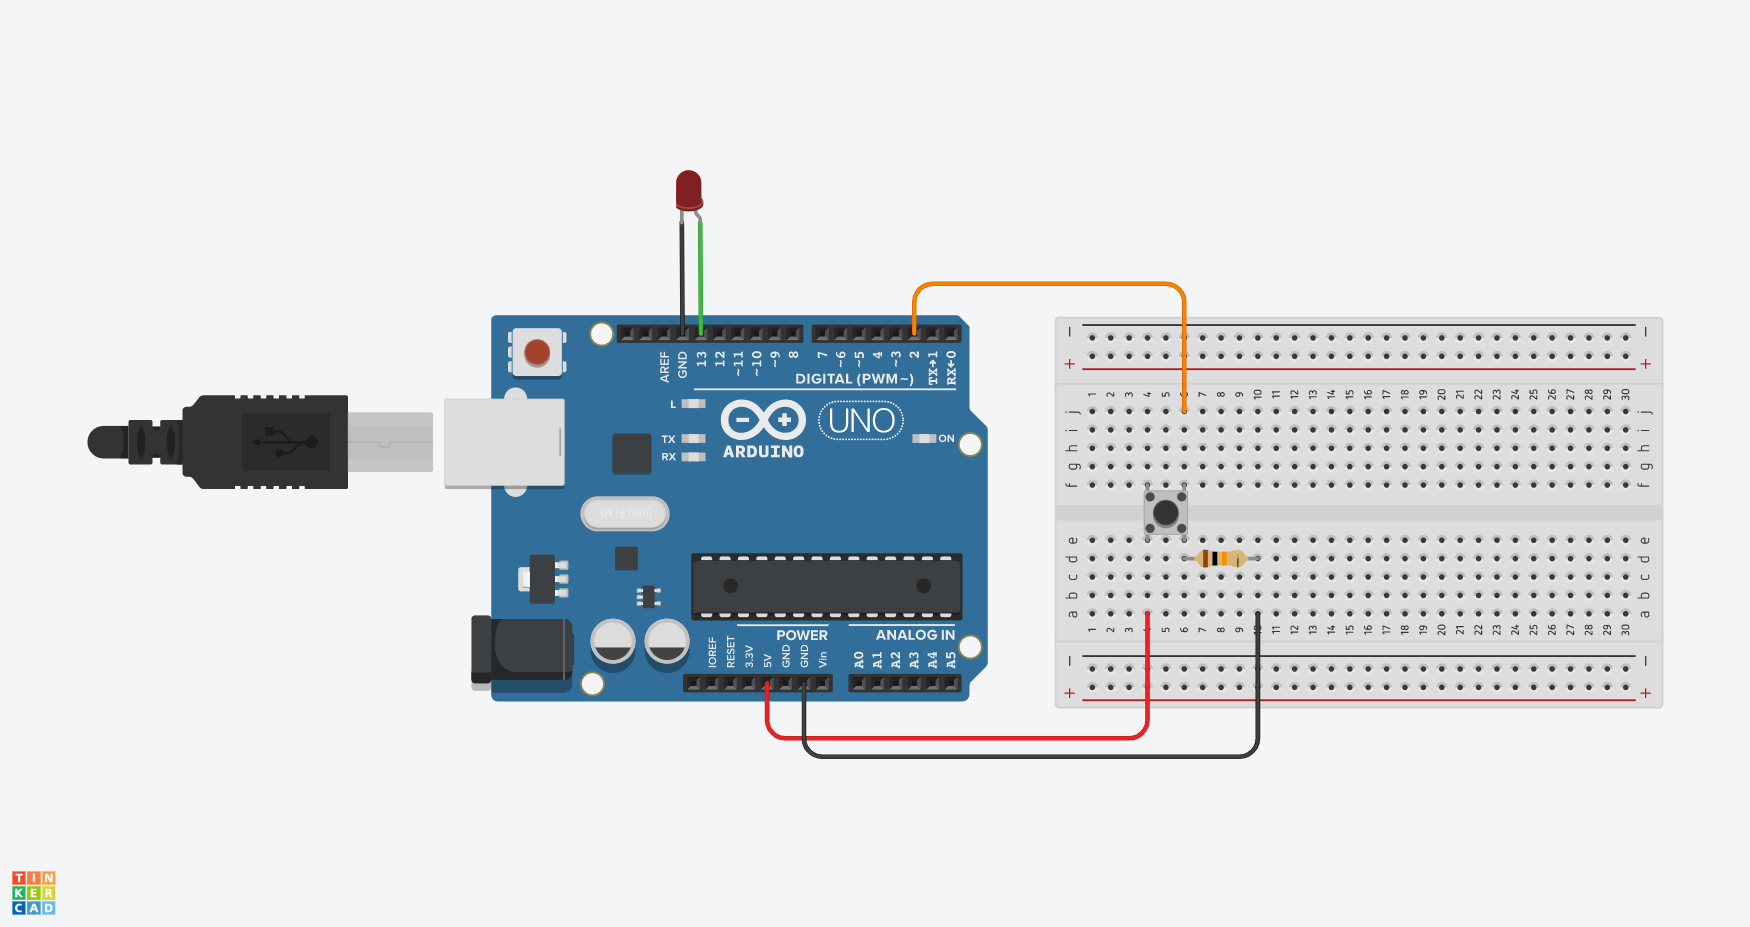 AREF
GND
13
12
~11
~10
~9
8
7
~6
~5
4
~3
2
TX→1
RX←0
DIGITAL (PWM~)
L
TX
RX
ARDUINO
UNO
ON
SPK16.000G
IOREF
RESET
3.3V
5V
GND
GND
Vin
POWER
ANALOG IN
A0
A1
A2
A3
A4
A5
− −
+ +
1 2 3 4 5 6 7 8 9 10 11 12 13 14 15 16 17 18 19 20 21 22 23 24 25 26 27 28 29 30
j j
i i
h h
g g
f f
e e
d d
c c
b b
a a
1 2 3 4 5 6 7 8 9 10 11 12 13 14 15 16 17 18 19 20 21 22 23 24 25 26 27 28 29 30
− −
+ +
TIN
KER
CAD